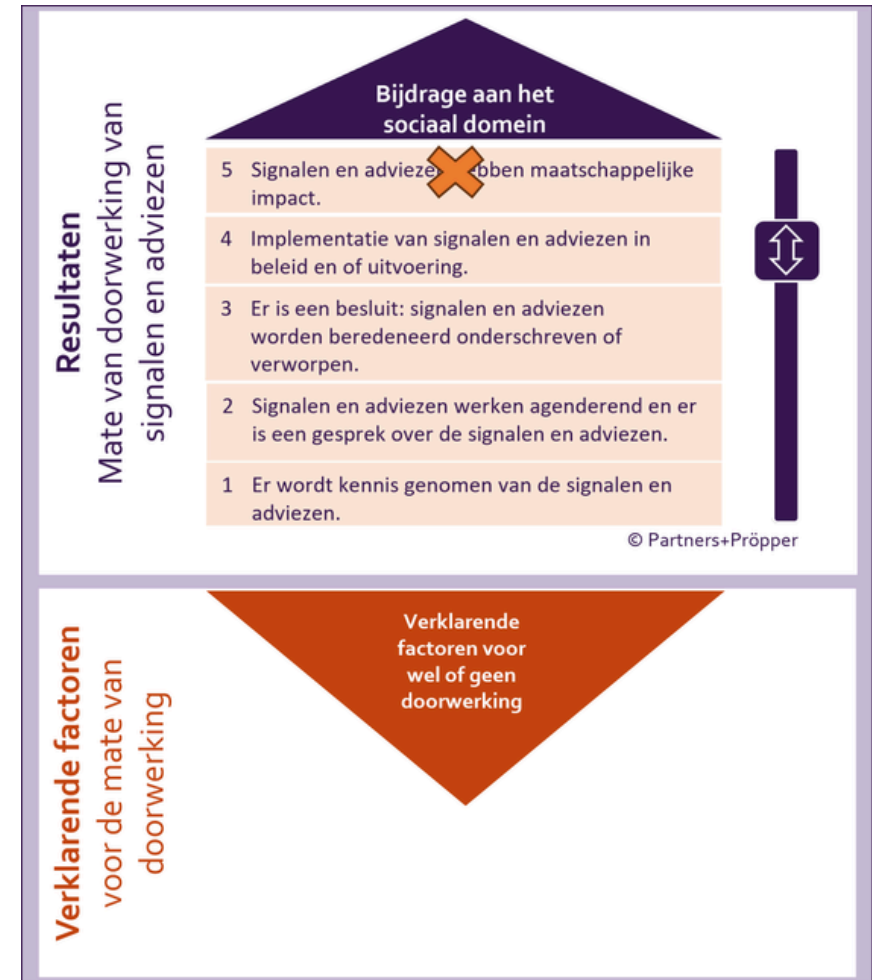 Resultaten
Mate van doorwerking van
signalen en adviezen
Bijdrage aan het
sociaal domein
5 Signalen en adviezen hebben maatschappelijke
impact.
4 Implementatie van signalen en adviezen in
beleid en of uitvoering.
3 Er is een besluit: signalen en adviezen
worden beredeneerd onderschreven of
verworpen.
2 Signalen en adviezen werken agenderend en er
is een gesprek over de signalen en adviezen.
1 Er wordt kennis genomen van de signalen en
adviezen.
© Partners+Pröpper
Verklarende factoren
voor de mate van
doorwerking
Verklarende
factoren voor
wel of geen
doorwerking